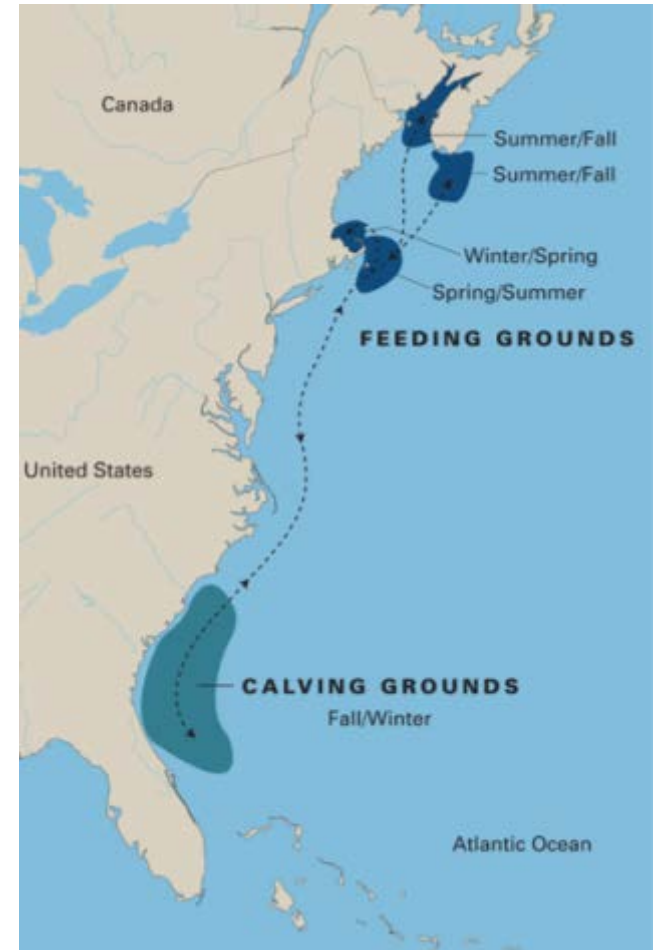 Canada
Summer/Fall
Summer/Fall
Winter/Spring
Spring/Summer
FEEDING GROUNDS
United States
CALVING GROUNDS
Fall/Winter
Atlantic Ocean